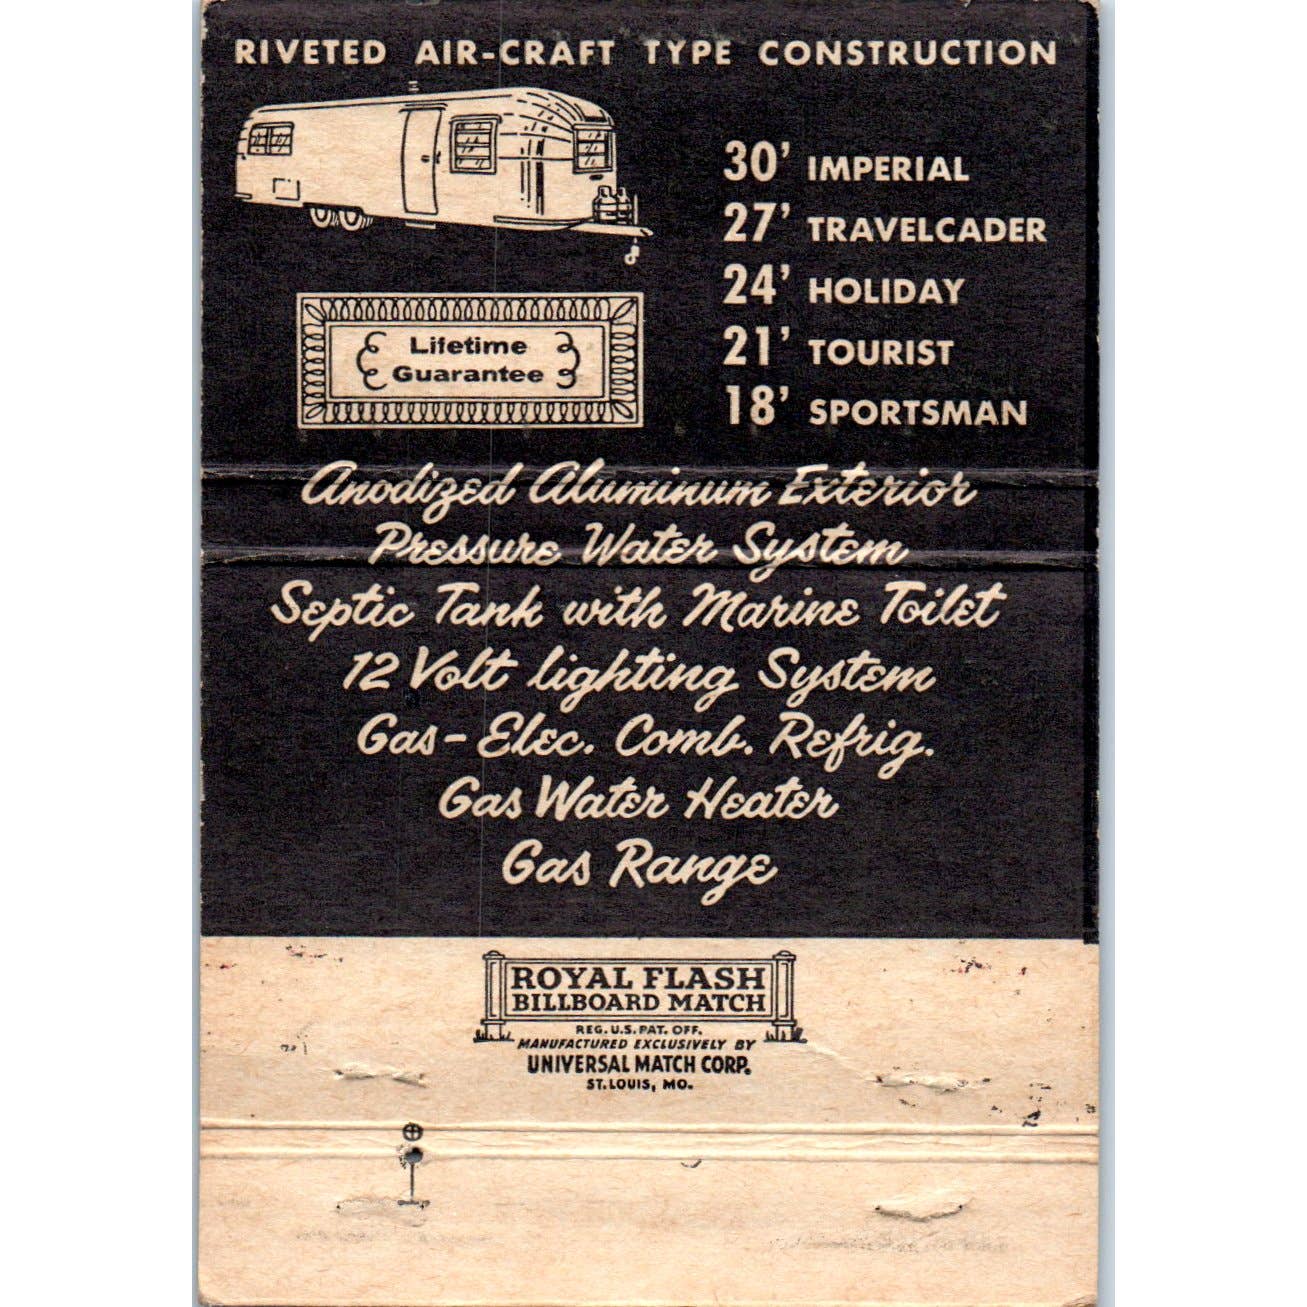 RIVETED AIR-CRAFT TYPE CONSTRUCTION
30' IMPERIAL
27' TRAVELCADER
24' HOLIDAY
21' TOURIST
18' SPORTSMAN
Lifetime
Guarantee
Anodized Aluminum Exterior
Pressure Water System
Septic Tank with Marine Toilet
12 Volt lighting System
Gas-Elec. Comb. Refrig.
Gas Water Heater
Gas Range
ROYAL FLASH
BILLBOARD MATCH
REG. U.S. PAT. OFF.
MANUFACTURED EXCLUSIVELY BY
UNIVERSAL MATCH CORP.
ST. LOUIS, MO.